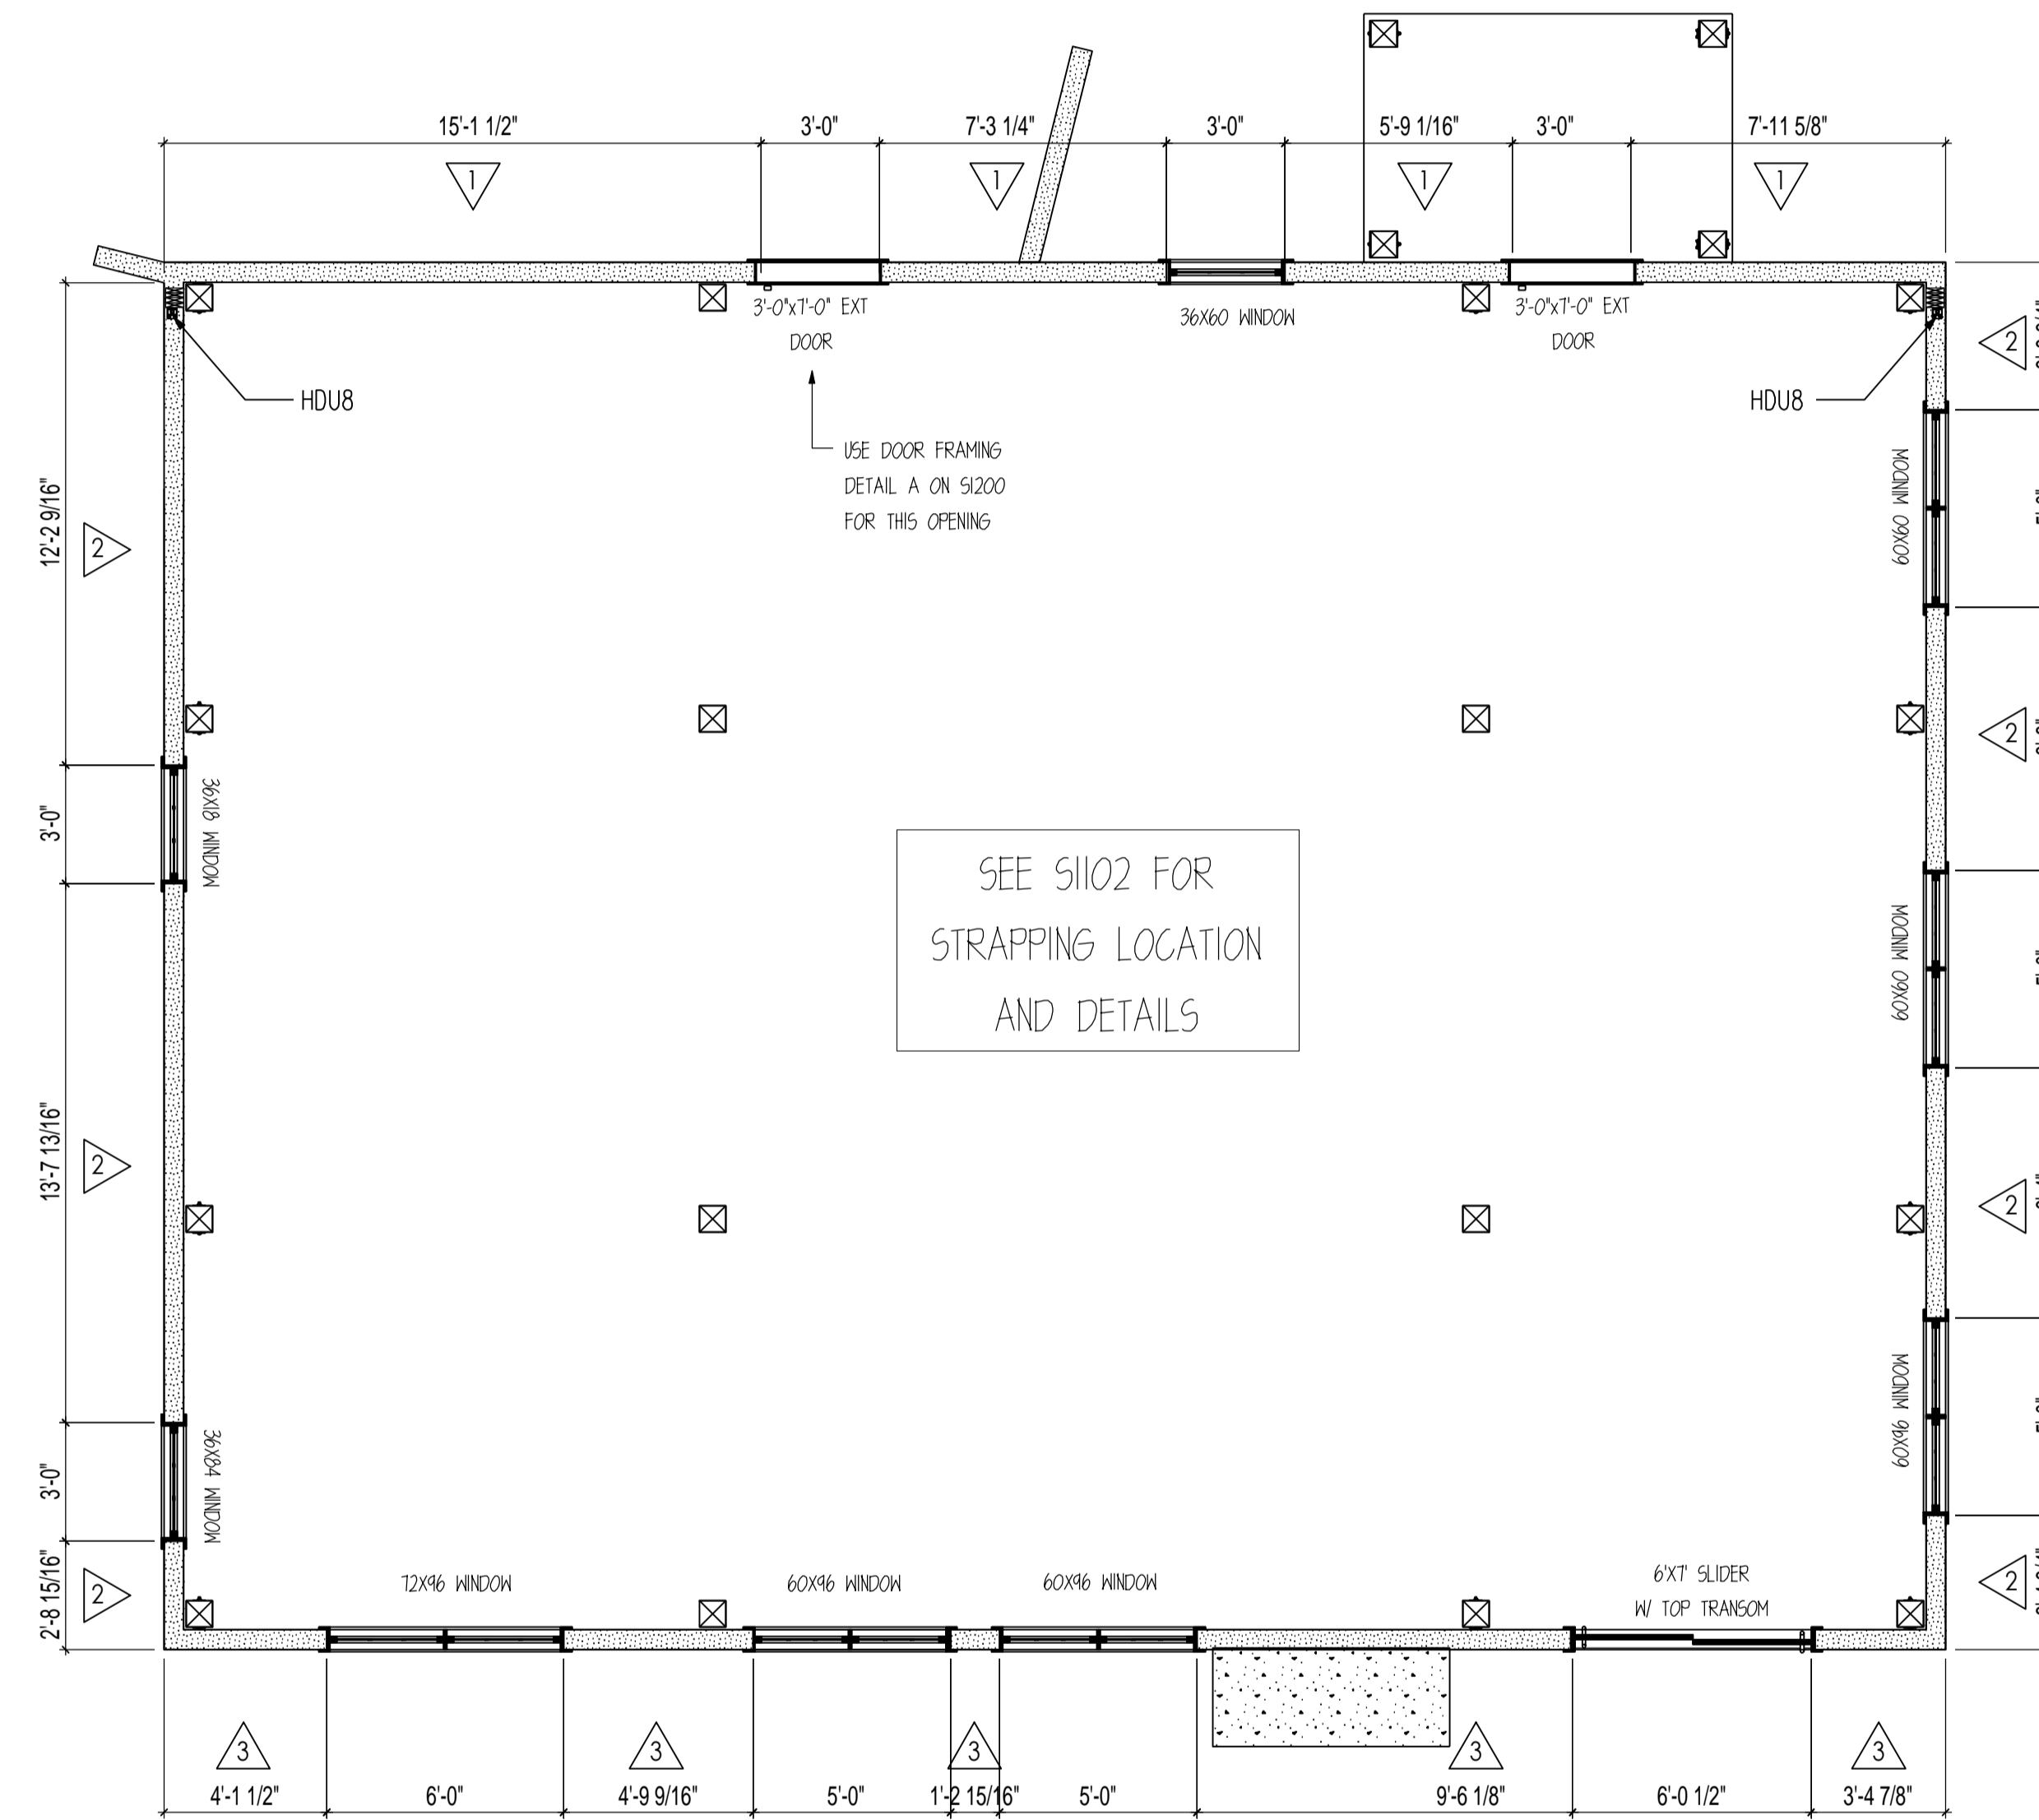 15'-1 1/2" 3'-0" 7'-3 1/4" 3'-0" 5'-9 1/16" 3'-0" 7'-11 5/8"
1 1 1 1
3'-0"x7'-0" EXT
DOOR
36X60 WINDOW
3'-0"x7'-0" EXT
DOOR
HDU8
HDU8
USE DOOR FRAMING
DETAIL A ON S1200
FOR THIS OPENING
12'-2 9/16"
2
3'-0"
36X18 WINDOW
13'-7 13/16"
2
3'-0"
36X84 WINDOW
2'-8 15/16"
2
SEE S1102 FOR
STRAPPING LOCATION
AND DETAILS
2
60X60 WINDOW
2
60X60 WINDOW
2
60X96 WINDOW
2
72X96 WINDOW
60X96 WINDOW
60X96 WINDOW
6'X7' SLIDER
W/ TOP TRANSOM
3 3 3 3 3
4'-1 1/2" 6'-0" 4'-9 9/16" 5'-0" 1'-2 15/16" 5'-0" 9'-6 1/8" 6'-0 1/2" 3'-4 7/8"